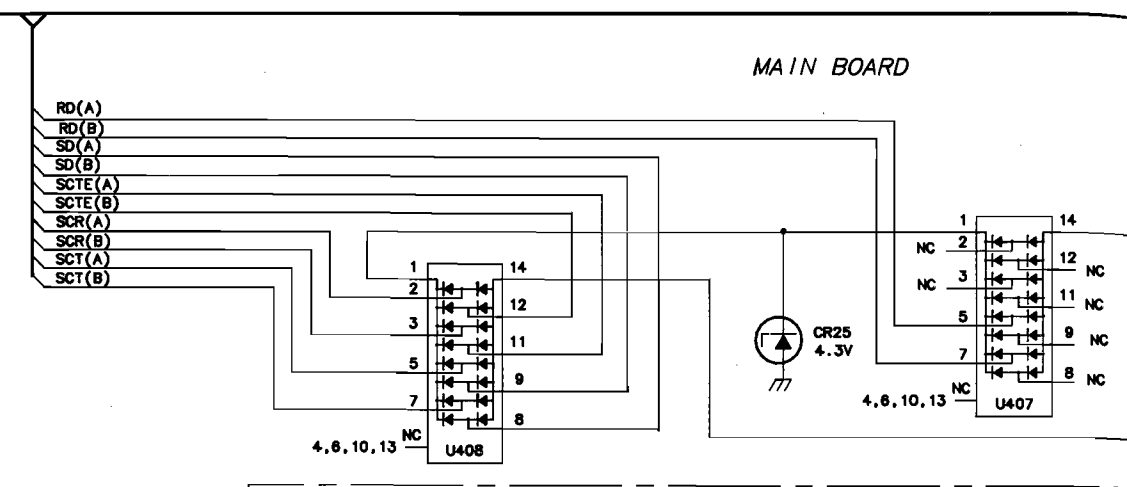 MAIN BOARD
RD(A)
RD(B)
SD(A)
SD(B)
SCTE(A)
SCTE(B)
SCR(A)
SCR(B)
SCT(A)
SCT(B)
1
2
3
5
7
14
12
11
9
8
NC
4,6,10,13
U408
CR25
4.3V
1
NC 2
NC 3
5
7
14
12 NC
11 NC
9 NC
8 NC
NC
4,6,10,13
U407